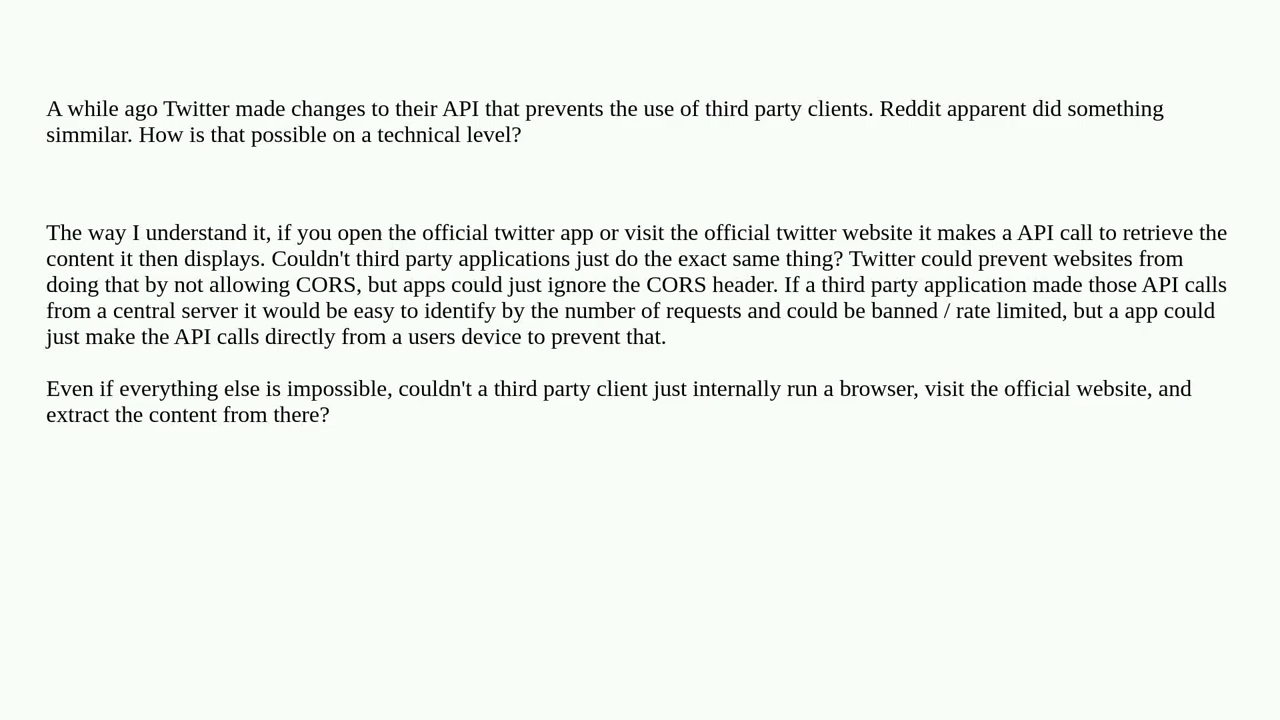 A while ago Twitter made changes to their API that prevents the use of third party clients. Reddit apparent did something
simmilar. How is that possible on a technical level?
The way I understand it, if you open the official twitter app or visit the official twitter website it makes a API call to retrieve the
content it then displays. Couldn't third party applications just do the exact same thing? Twitter could prevent websites from
doing that by not allowing CORS, but apps could just ignore the CORS header. If a third party application made those API calls
from a central server it would be easy to identify by the number of requests and could be banned / rate limited, but a app could
just make the API calls directly from a users device to prevent that.
Even if everything else is impossible, couldn't a third party client just internally run a browser, visit the official website, and
extract the content from there?